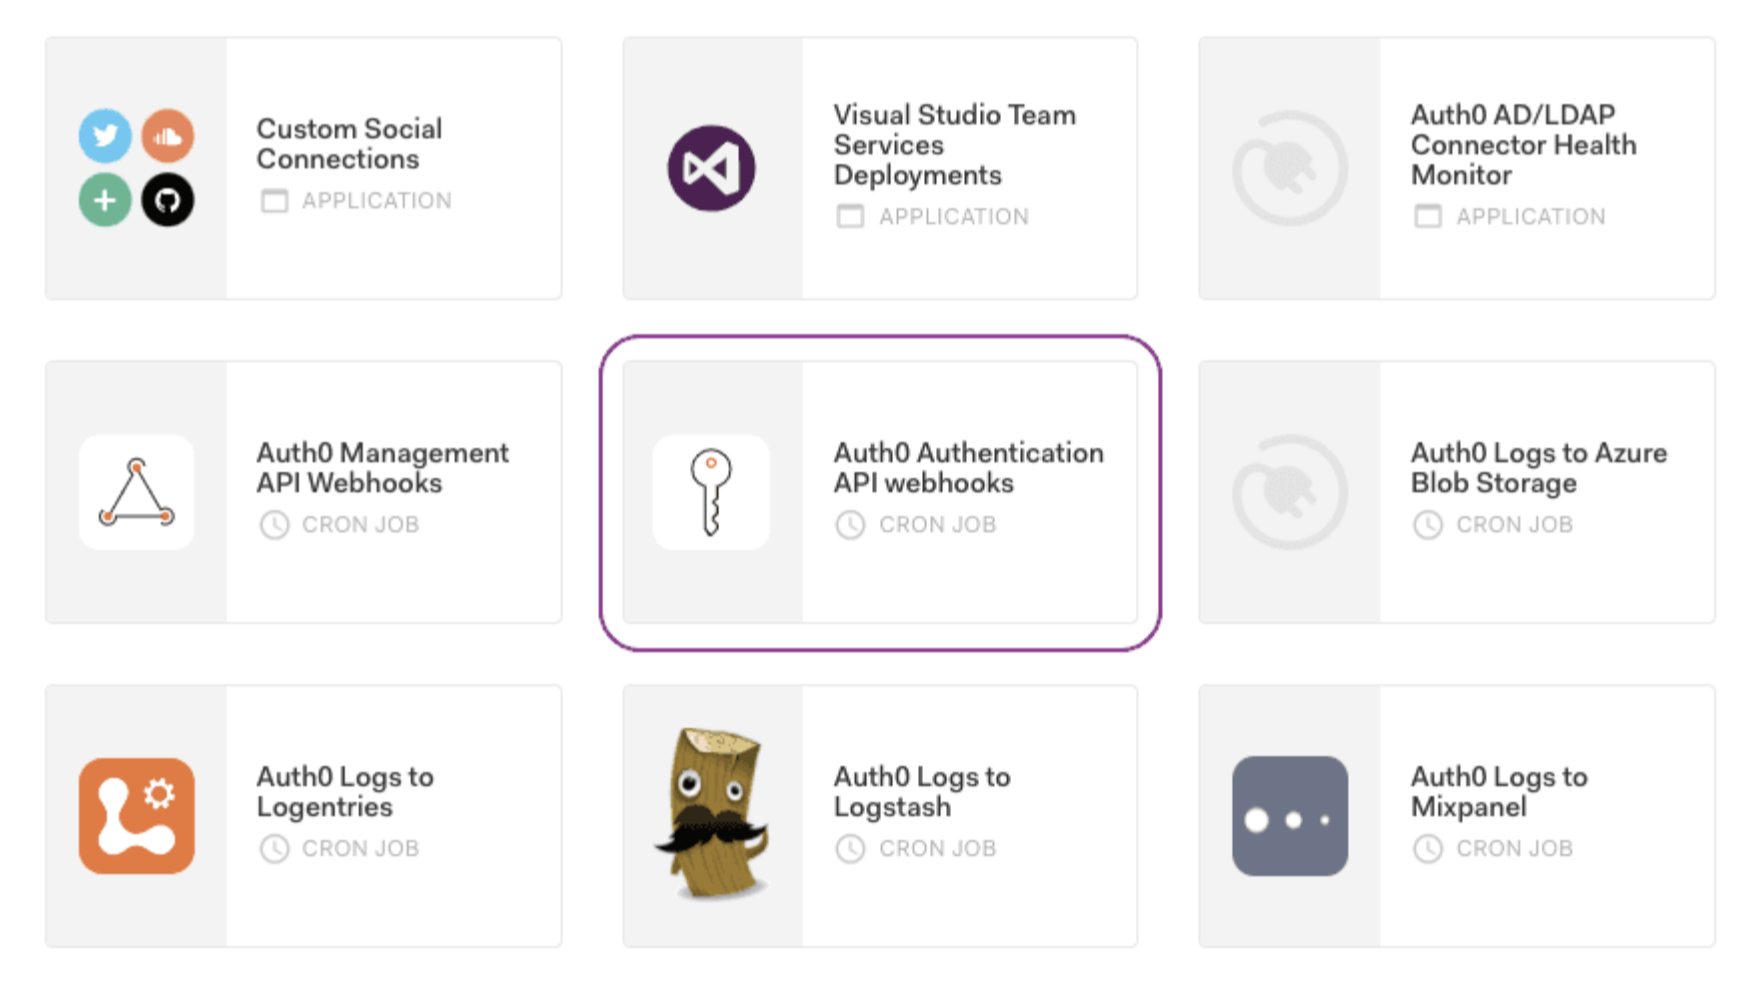 Custom Social
Connections
APPLICATION
Visual Studio Team
Services
Deployments
APPLICATION
Auth0 AD/LDAP
Connector Health
Monitor
APPLICATION
Auth0 Management
API Webhooks
CRON JOB
Auth0 Authentication
API webhooks
CRON JOB
Auth0 Logs to Azure
Blob Storage
CRON JOB
Auth0 Logs to
Logentries
CRON JOB
Auth0 Logs to
Logstash
CRON JOB
Auth0 Logs to
Mixpanel
CRON JOB